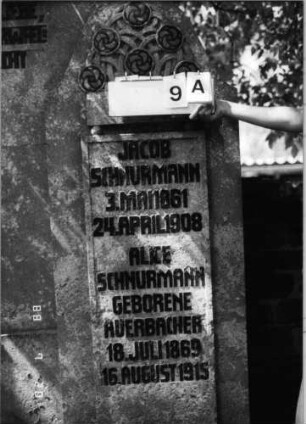 9 A
JACOB
SCHNURMANN
3.MAI 1861
24.APRIL 1908
ALICE
SCHNURMANN
GEBORENE
AUERBACHER
18.JULI 1869
16.AUGUST 1915